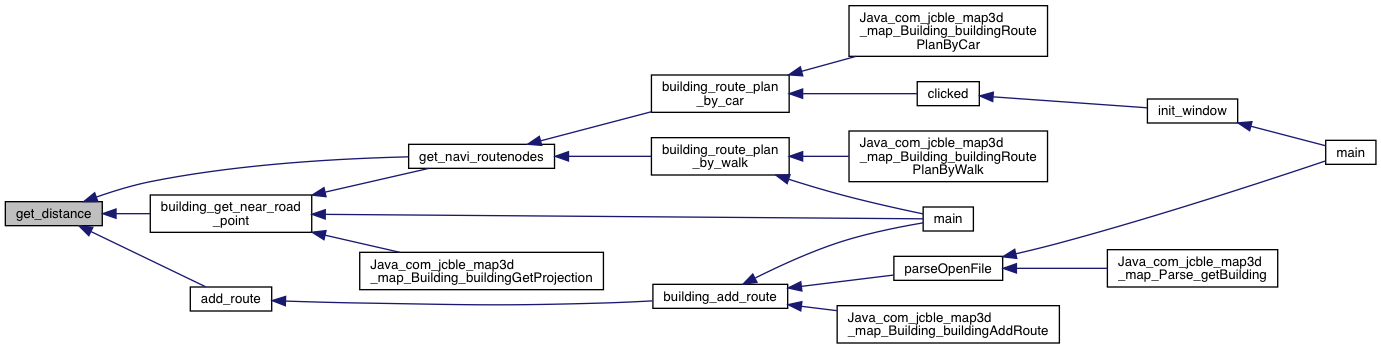 get_distance
get_navi_routenodes
building_get_near_road
_point
add_route
Java_com_jcble_map3d
_map_Building_buildingGetProjection
building_route_plan
_by_car
building_route_plan
_by_walk
building_add_route
Java_com_jcble_map3d
_map_Building_buildingRoute
PlanByCar
clicked
Java_com_jcble_map3d
_map_Building_buildingRoute
PlanByWalk
main
parseOpenFile
Java_com_jcble_map3d
_map_Building_buildingAddRoute
init_window
Java_com_jcble_map3d
_map_Parse_getBuilding
main